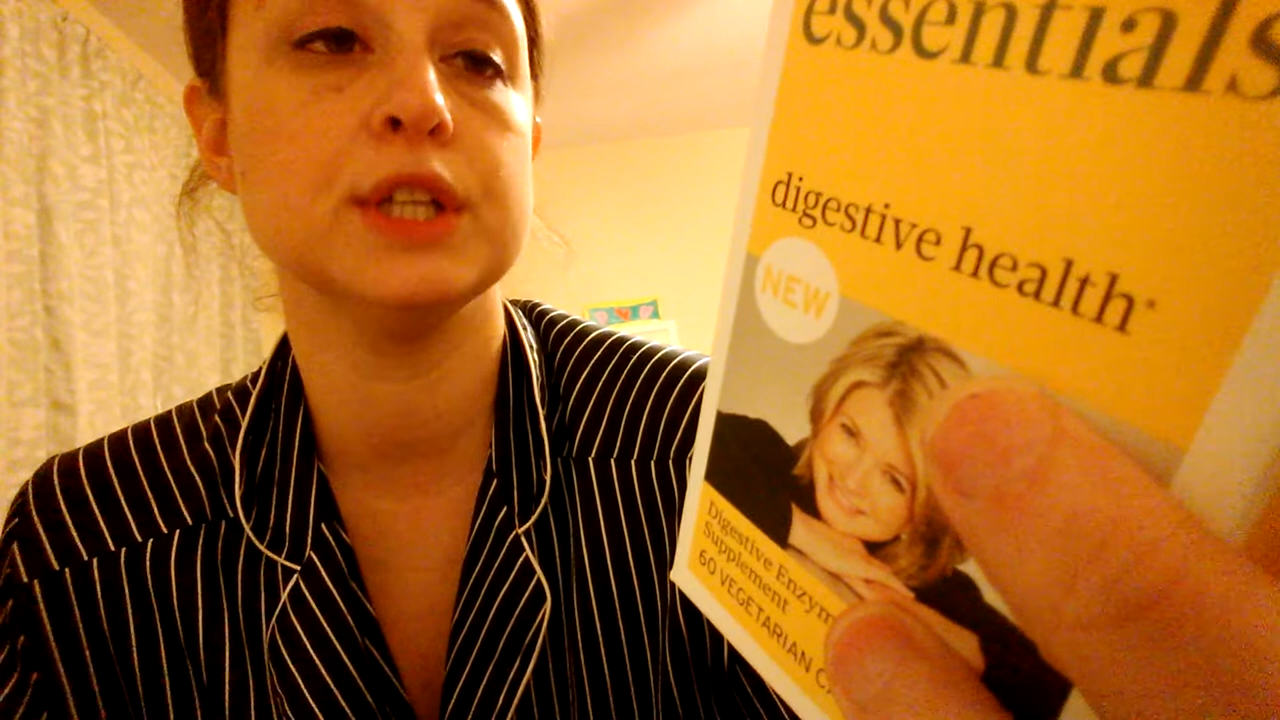 essentials
digestive health*
NEW
Digestive Enzym
Supplement
60 VEGETARIAN C